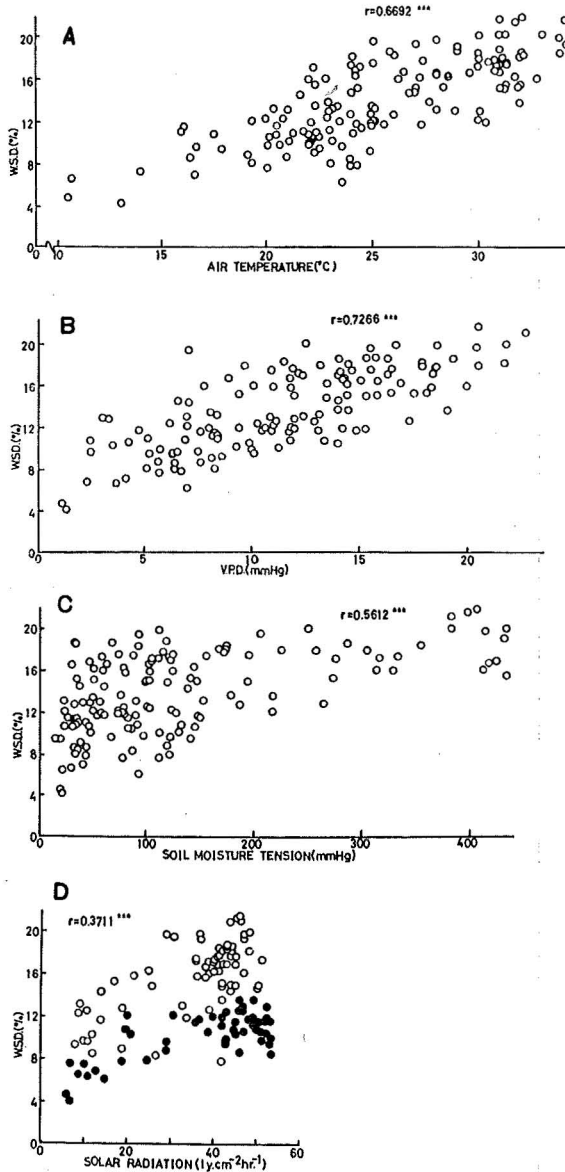 r=0.6692 ***
A
20
16
12
8
4
0
W.S.D.(%)
0 10 15 20 25 30
AIR TEMPERATURE(°C)
B
r=0.7266 ***
20
16
12
8
4
0
W.S.D.(%)
0 5 10 15 20
V.P.D.(mmHg)
C
r=0.5612 ***
20
16
12
8
4
0
W.S.D.(%)
0 100 200 300 400
SOIL MOISTURE TENSION(mmHg)
D
r=0.3711 ***
20
16
12
8
4
0
W.S.D.(%)
0 20 40 60
SOLAR RADIATION(ly.cm⁻²hr.⁻¹)